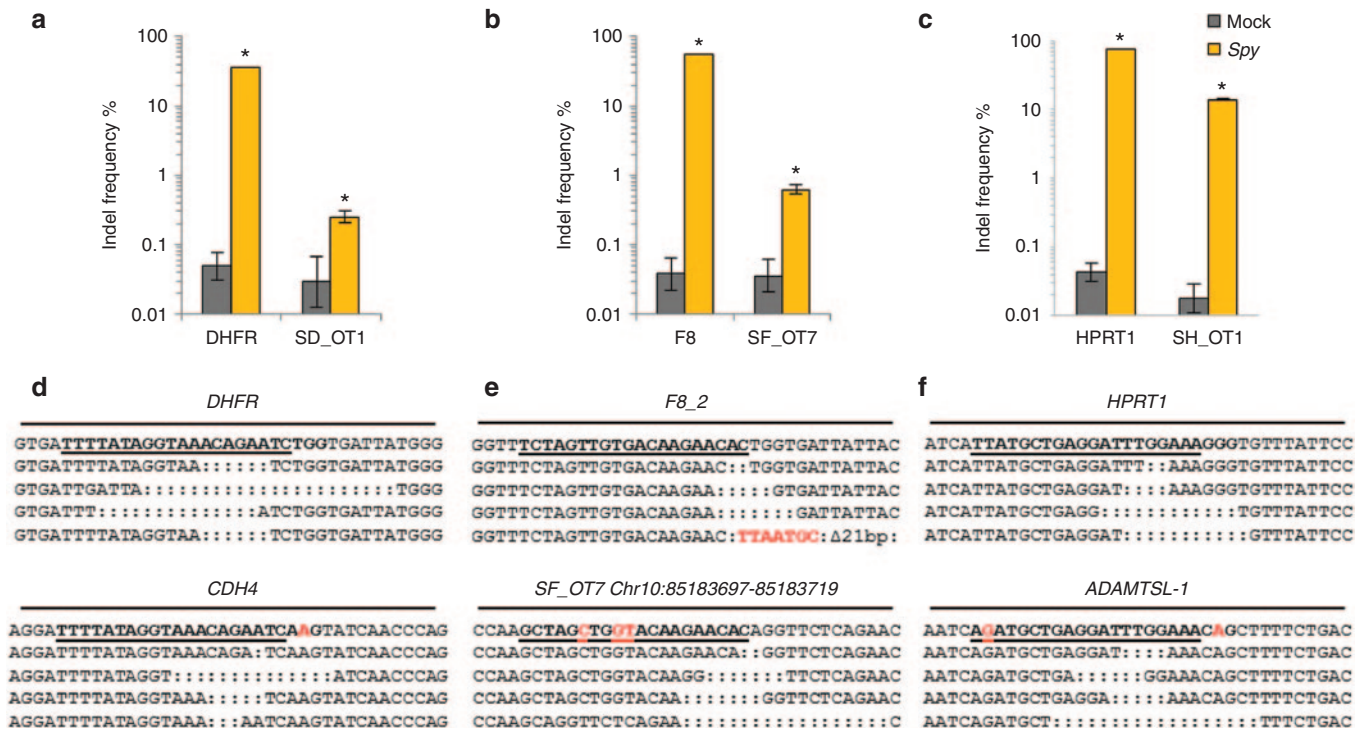 a
b
c
Mock
Spy
Indel frequency %
100
10
1
0.1
0.01
DHFR SD_OT1
Indel frequency %
100
10
1
0.1
0.01
F8 SF_OT7
Indel frequency %
100
10
1
0.1
0.01
HPRT1 SH_OT1
* * * * * *
d
DHFR
GTGATTTTATAGGTAAACAGAATCTGGTGATTATGGG
GTGATTTTATAGGTAA::::::TCTGGTGATTATGGG
GTGATTGATTA::::::::::::::::::::::TGGG
GTGATTT::::::::::::::ATCTGGTGATTATGGG
GTGATTTTATAGGTAA::::::TCTGGTGATTATGGG
CDH4
AGGATTTTATAGGTAAACAGAATCAAGTATCAACCCAG
AGGATTTTATAGGTAAACAGA:TCAAGTATCAACCCAG
AGGATTTTATAGGT::::::::::::::ATCAACCCAG
AGGATTTTATAGGTAAA:::::TCAAGTATCAACCCAG
AGGATTTTATAGGTAAA:::AATCAAGTATCAACCCAG
e
F8_2
GGTTTCTAGTTGTGACAAGAACACTGGTGATTATTAC
GGTTTCTAGTTGTGACAAGAAC::TGGTGATTATTAC
GGTTTCTAGTTGTGACAAGAA:::::GTGATTATTAC
GGTTTCTAGTTGTGACAAGAA:::::::GATTATTAC
GGTTTCTAGTTGTGACAAGAAC:TTAATGC:Δ21bp:
SF_OT7 Chr10:85183697-85183719
CCAAGCTAGCTGGTACAAGAACACAGGTTCTCAGAAC
CCAAGCTAGCTGGTACAAGAACA::GGTTCTCAGAAC
CCAAGCTAGCTGGTACAAGG:::::::TTCTCAGAAC
CCAAGCTAGCTGGTACAA:::::::GGTTCTCAGAAC
CCAAGCAGGTTCTCAGAA::::::::::::::::::C
f
HPRT1
ATCATTATGCTGAGGATTTGGAAAGGGTGTTTATTCC
ATCATTATGCTGAGGATTT::AAAGGGTGTTTATTCC
ATCATTATGCTGAGGAT::::AAAGGGTGTTTATTCC
ATCATTATGCTGAGG::::::::::::TGTTTATTCC
ATCATTATGCTGAGGAT:::::::::::GTTTATTCC
ADAMTSL-1
AATCAGATGCTGAGGATTTGGAAACAGCTTTTCTGAC
AATCAGATGCTGAGGAT::::AAACAGCTTTTCTGAC
AATCAGATGCTGA:::::GGAAACAGCTTTTCTGAC
AATCAGATGCTGAGGA:::::AAACAGCTTTTCTGAC
AATCAGATGCT::::::::::::::::::TTTCTGAC